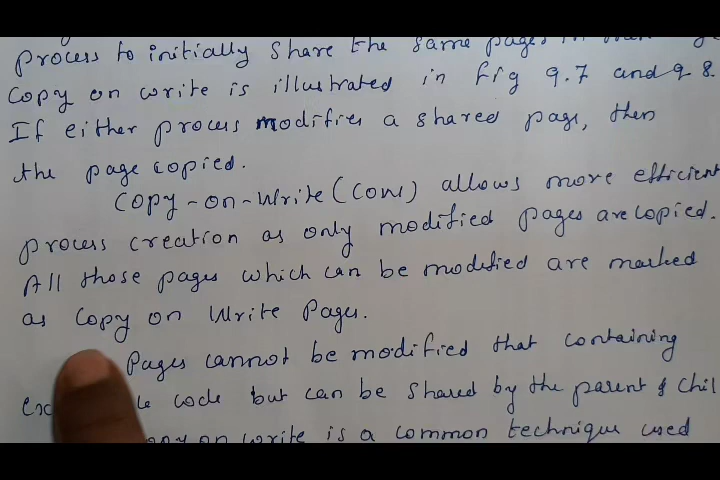 process to initially share the same pages in
copy on write is illustrated in fig 9.7 and 9 8.
If either process modifies a shared page, then
the page copied.
Copy-on-Write (COW) allows more efficient
process creation as only modified pages are copied.
All those pages which can be modified are marked
as copy on Write Pages.
Pages cannot be modified that containing
code but can be shared by the parent & chil
on write is a common technique used